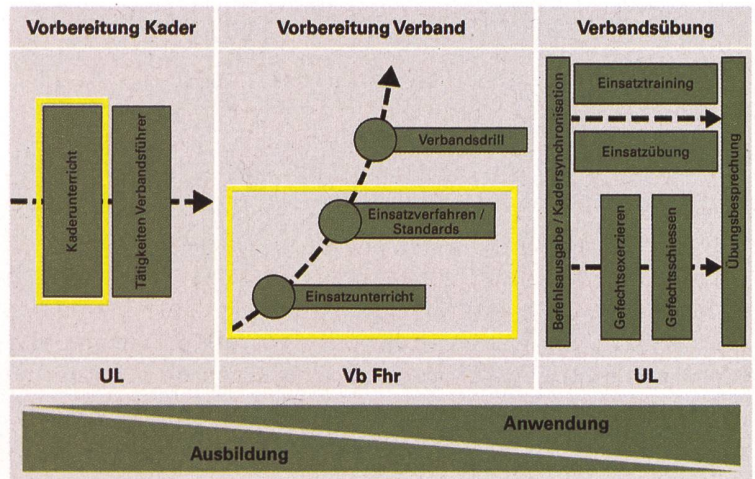 Vorbereitung Kader
Vorbereitung Verband
Verbandsübung
Kaderunterricht
Tätigkeiten Verbandsführer
Verbandsdrill
Einsatzverfahren /
Standards
Einsatzunterricht
Befehlsausgabe / Kadersynchronisation
Einsatztraining
Einsatzübung
Gefechtsexerzieren
Gefechtsschiessen
Übungsbesprechung
UL
Vb Fhr
UL
Anwendung
Ausbildung